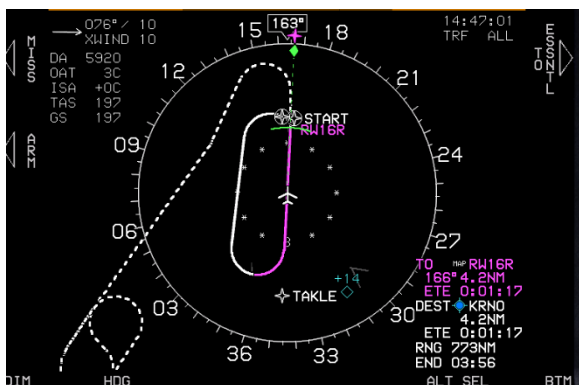 076°/ 10
XWIND 10
DA 5920
OAT 3C
ISA +0C
TAS 197
GS 197
MISS
ARM
163°
14:47:01
TRF ALL
ESSNTL
TO
15
18
12
21
09
24
06
27
03
30
36
33
START
RW16R
8
+14
TAKLE
TO MAP RW16R
166° 4.2NM
ETE 0:01:17
DEST KRNO
4.2NM
ETE 0:01:17
RNG 773NM
END 03:56
DIM
HDG
ALT SEL
BTM